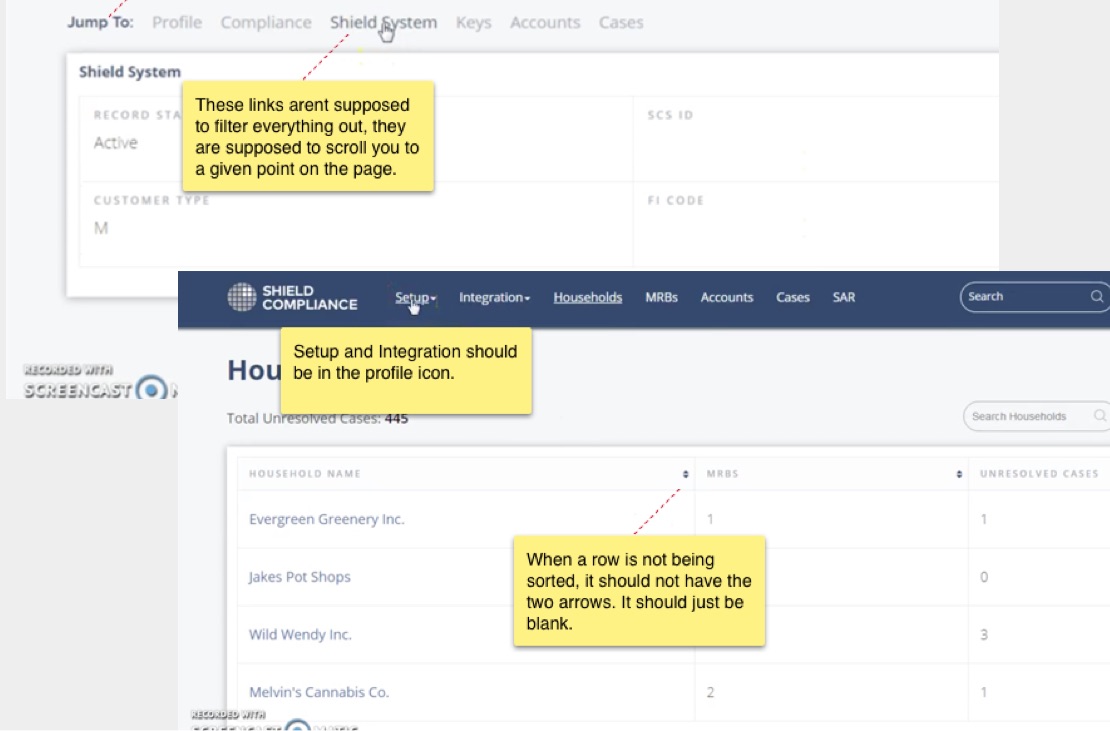 Jump To: Profile Compliance Shield System Keys Accounts Cases
Shield System
These links arent supposed
to filter everything out, they
are supposed to scroll you to
a given point on the page.
RECORD STA
SCS ID
Active
CUSTOMER TYPE
FI CODE
M
RECORDED WITH
SCREENCAST
SHIELD
COMPLIANCE
Setup Integration Households MRBs Accounts Cases SAR
Search
Setup and Integration should
be in the profile icon.
Hou
Total Unresolved Cases: 445
Search Households
HOUSEHOLD NAME MRBS UNRESOLVED CASES
Evergreen Greenery Inc. 1 1
When a row is not being
sorted, it should not have the
two arrows. It should just be
blank.
Jakes Pot Shops 0
Wild Wendy Inc. 3
Melvin's Cannabis Co. 2 1
RECORDED WITH